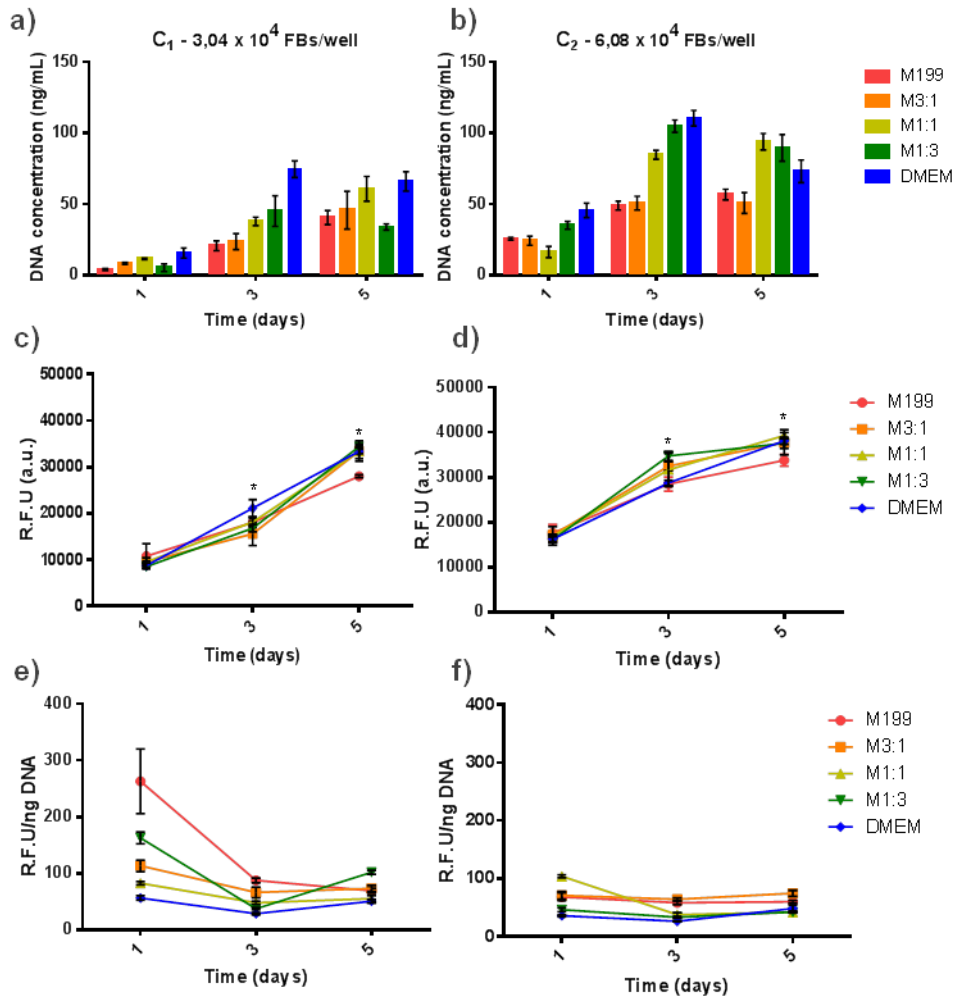 a)
C1 - 3,04 x 10^4 FBs/well
DNA concentration (ng/mL)
150
100
50
0
1
3
5
Time (days)
b)
C2 - 6,08 x 10^4 FBs/well
DNA concentration (ng/mL)
150
100
50
0
1
3
5
Time (days)
M199
M3:1
M1:1
M1:3
DMEM
c)
R.F.U (a.u.)
50000
40000
30000
20000
10000
0
*
*
1
3
5
Time (days)
d)
R.F.U (a.u.)
50000
40000
30000
20000
10000
0
*
*
1
3
5
Time (days)
M199
M3:1
M1:1
M1:3
DMEM
e)
R.F.U/ng DNA
400
300
200
100
0
1
3
5
Time (days)
f)
R.F.U/ng DNA
400
300
200
100
0
1
3
5
Time (days)
M199
M3:1
M1:1
M1:3
DMEM